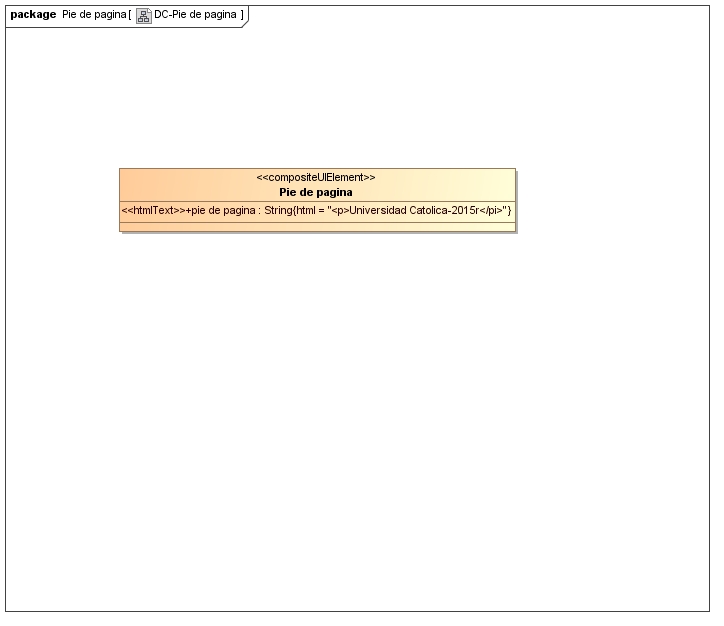 package Pie de pagina [ DC-Pie de pagina ]
<<compositeUIElement>>
Pie de pagina
<<htmlText>>+pie de pagina : String{html = "<p>Universidad Catolica-2015r</pi>"}